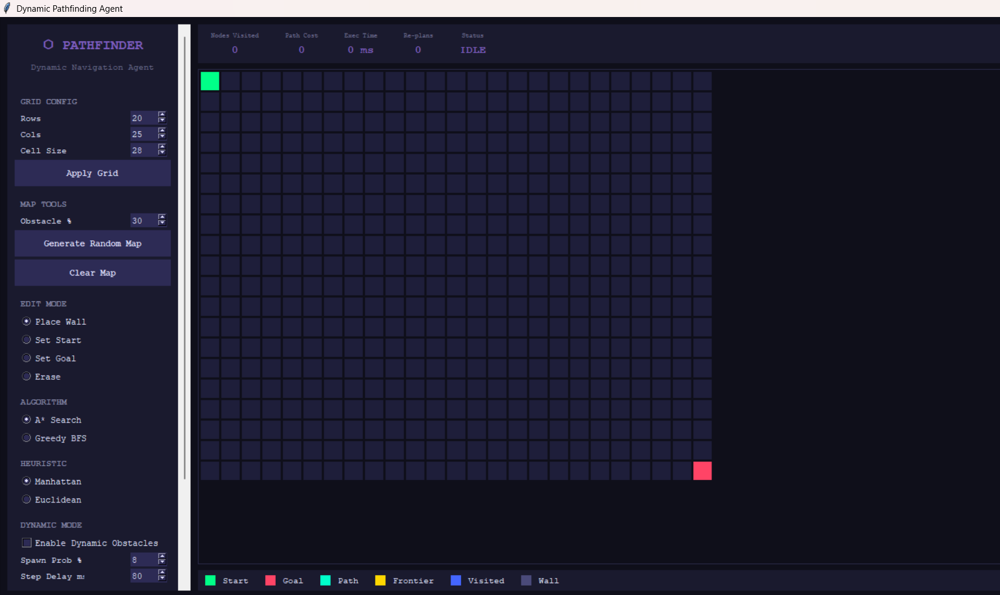 Dynamic Pathfinding Agent
⬡ PATHFINDER
Dynamic Navigation Agent
GRID CONFIG
Rows 20
Cols 25
Cell Size 28
Apply Grid
MAP TOOLS
Obstacle % 30
Generate Random Map
Clear Map
EDIT MODE
Place Wall
Set Start
Set Goal
Erase
ALGORITHM
A* Search
Greedy BFS
HEURISTIC
Manhattan
Euclidean
DYNAMIC MODE
Enable Dynamic Obstacles
Spawn Prob % 8
Step Delay ms 80
Nodes Visited Path Cost Exec Time Re-plans Status
0 0 0 ms 0 IDLE
Start Goal Path Frontier Visited Wall